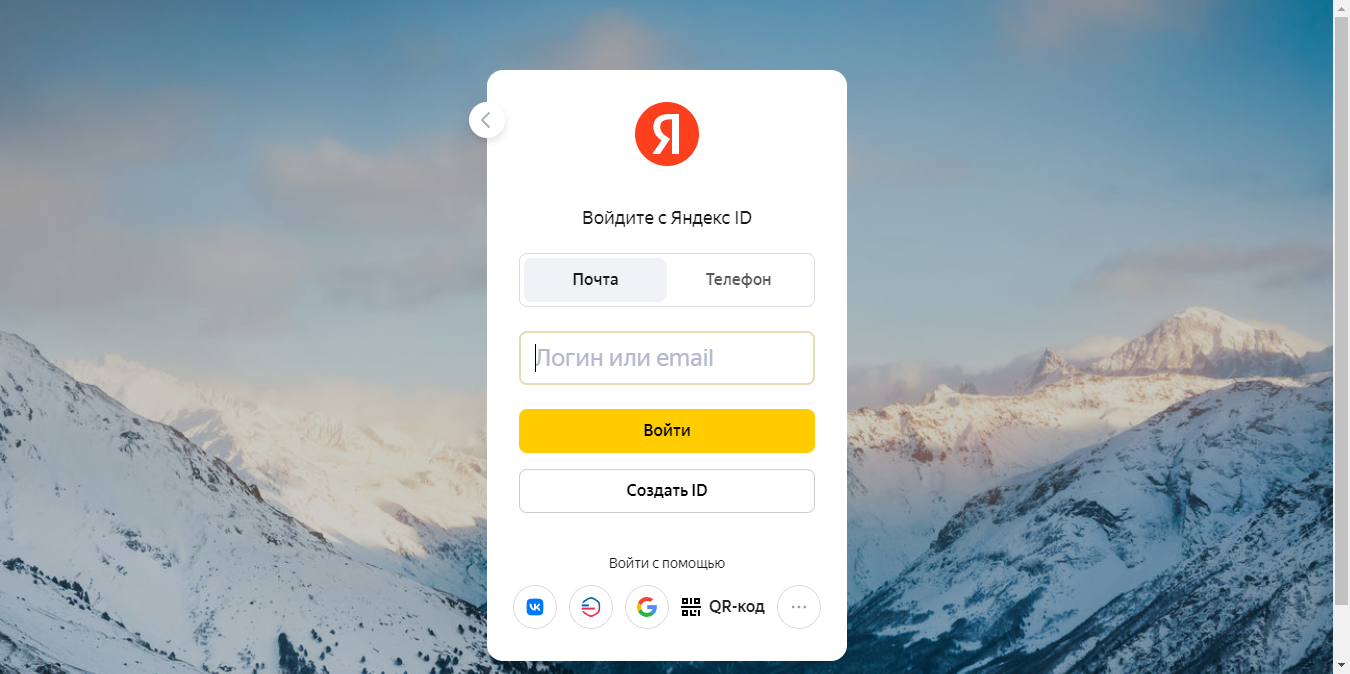 Я
Войдите с Яндекс ID
Почта Телефон
Логин или email
Войти
Создать ID
Войти с помощью
QR-код